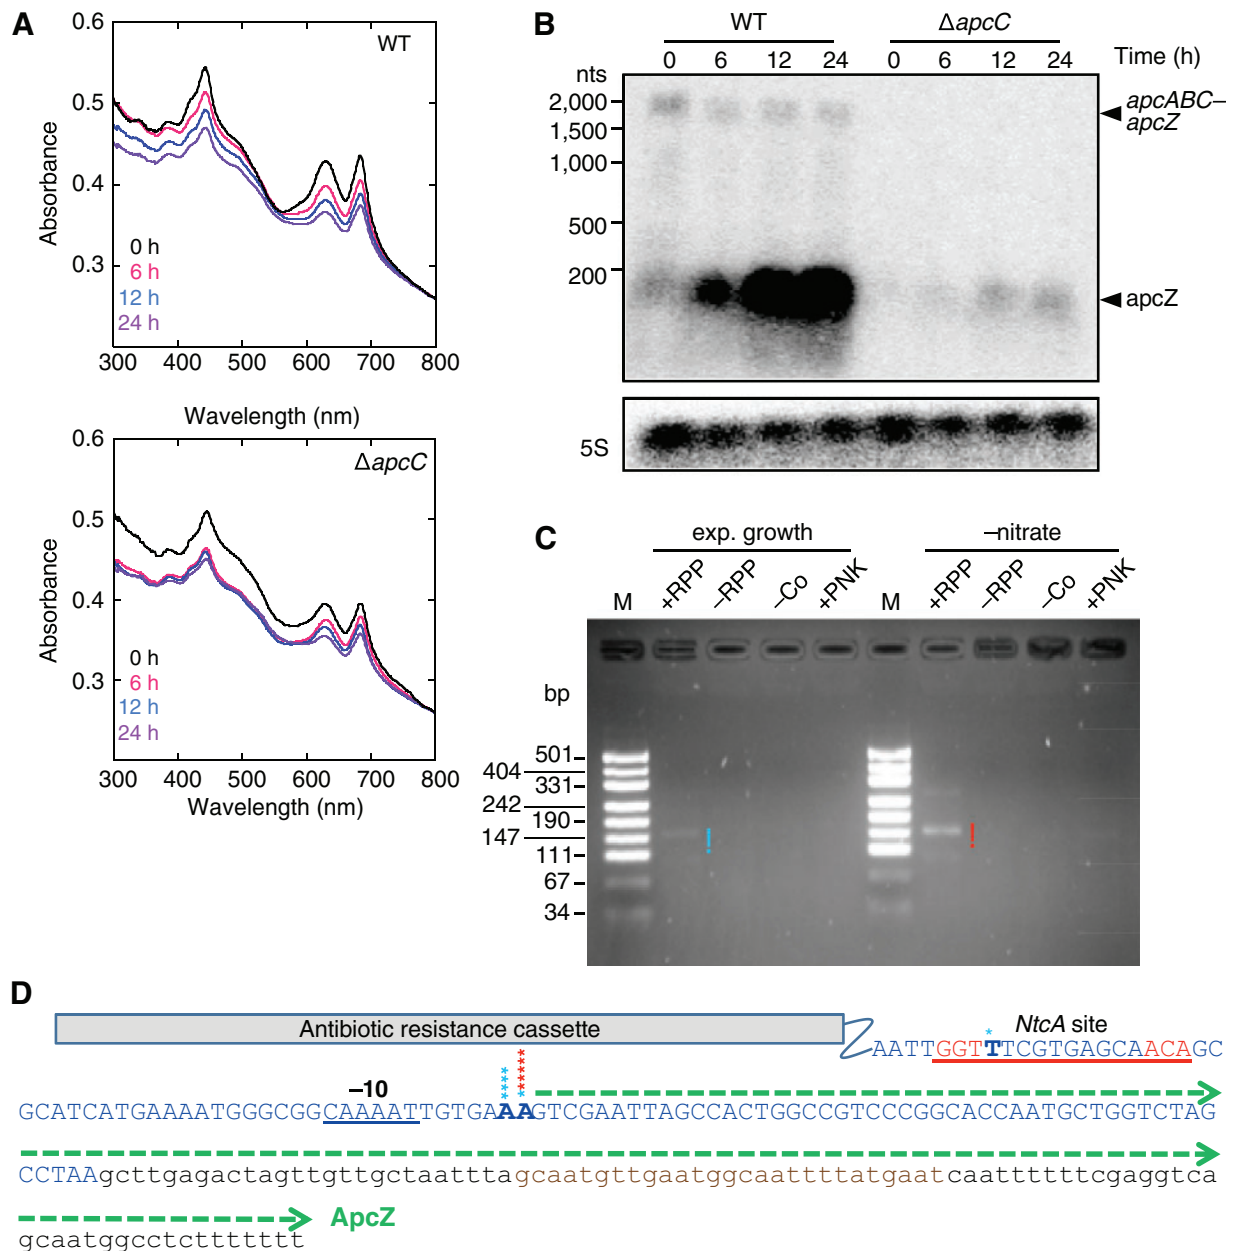 A
0.6
WT
0.5
Absorbance
0.4
0.3
0 h
6 h
12 h
24 h
300 400 500 600 700 800
Wavelength (nm)
0.6
ΔapcC
0.5
Absorbance
0.4
0.3
0 h
6 h
12 h
24 h
300 400 500 600 700 800
Wavelength (nm)
B
WT ΔapcC
0 6 12 24 0 6 12 24 Time (h)
nts
2,000
1,500
1,000
500
200
apcABC–
apcZ
apcZ
5S
C
exp. growth –nitrate
M +RPP –RPP –Co +PNK M +RPP –RPP –Co +PNK
bp
501
404
331
242
190
147
111
67
34
! !
D
Antibiotic resistance cassette
NtcA site
*
AATTGGTTTCGTGAGCAACAGC
–10 **** ******
GCATCATGAAAATGGGCGGCAAAATTGTGAAAGTCGAATTAGCCACTGGCCGTCCCGGCACCAATGCTGGTCTAG
CCTAAgcttgagactagttgttgctaatttagcaatgttgaatggcaattttatgaatcaattttttcgaggtca
ApcZ
gcaatggcctcttttttt